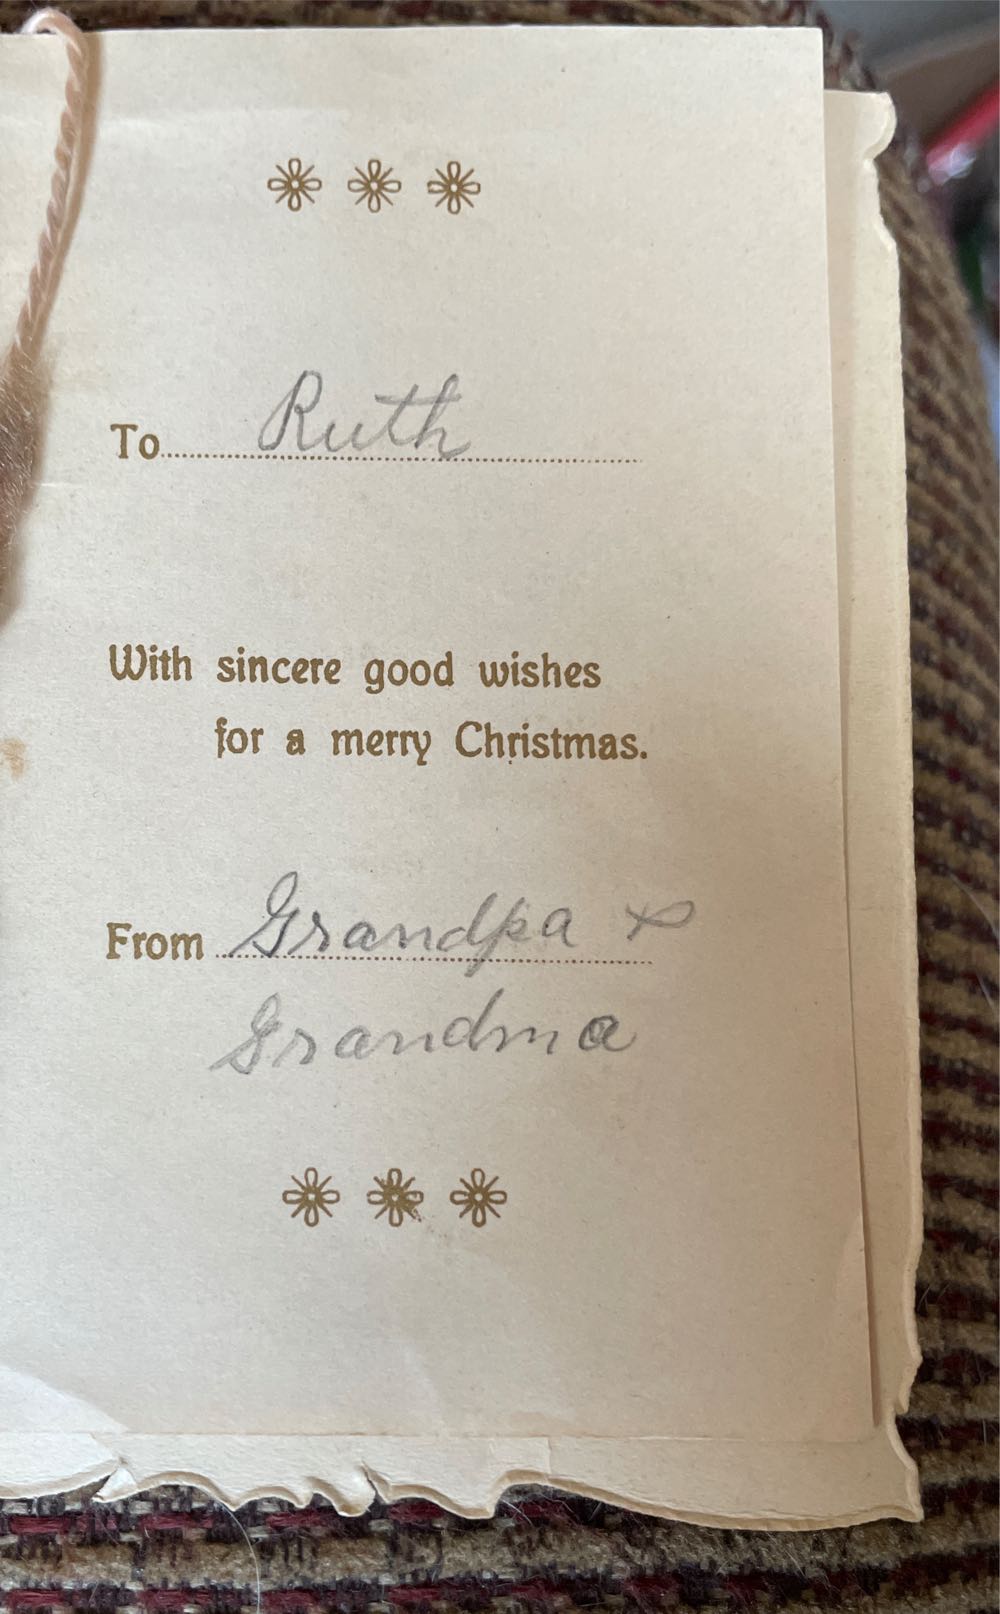 To Ruth
With sincere good wishes
for a merry Christmas.
From Grandpa &
Grandma